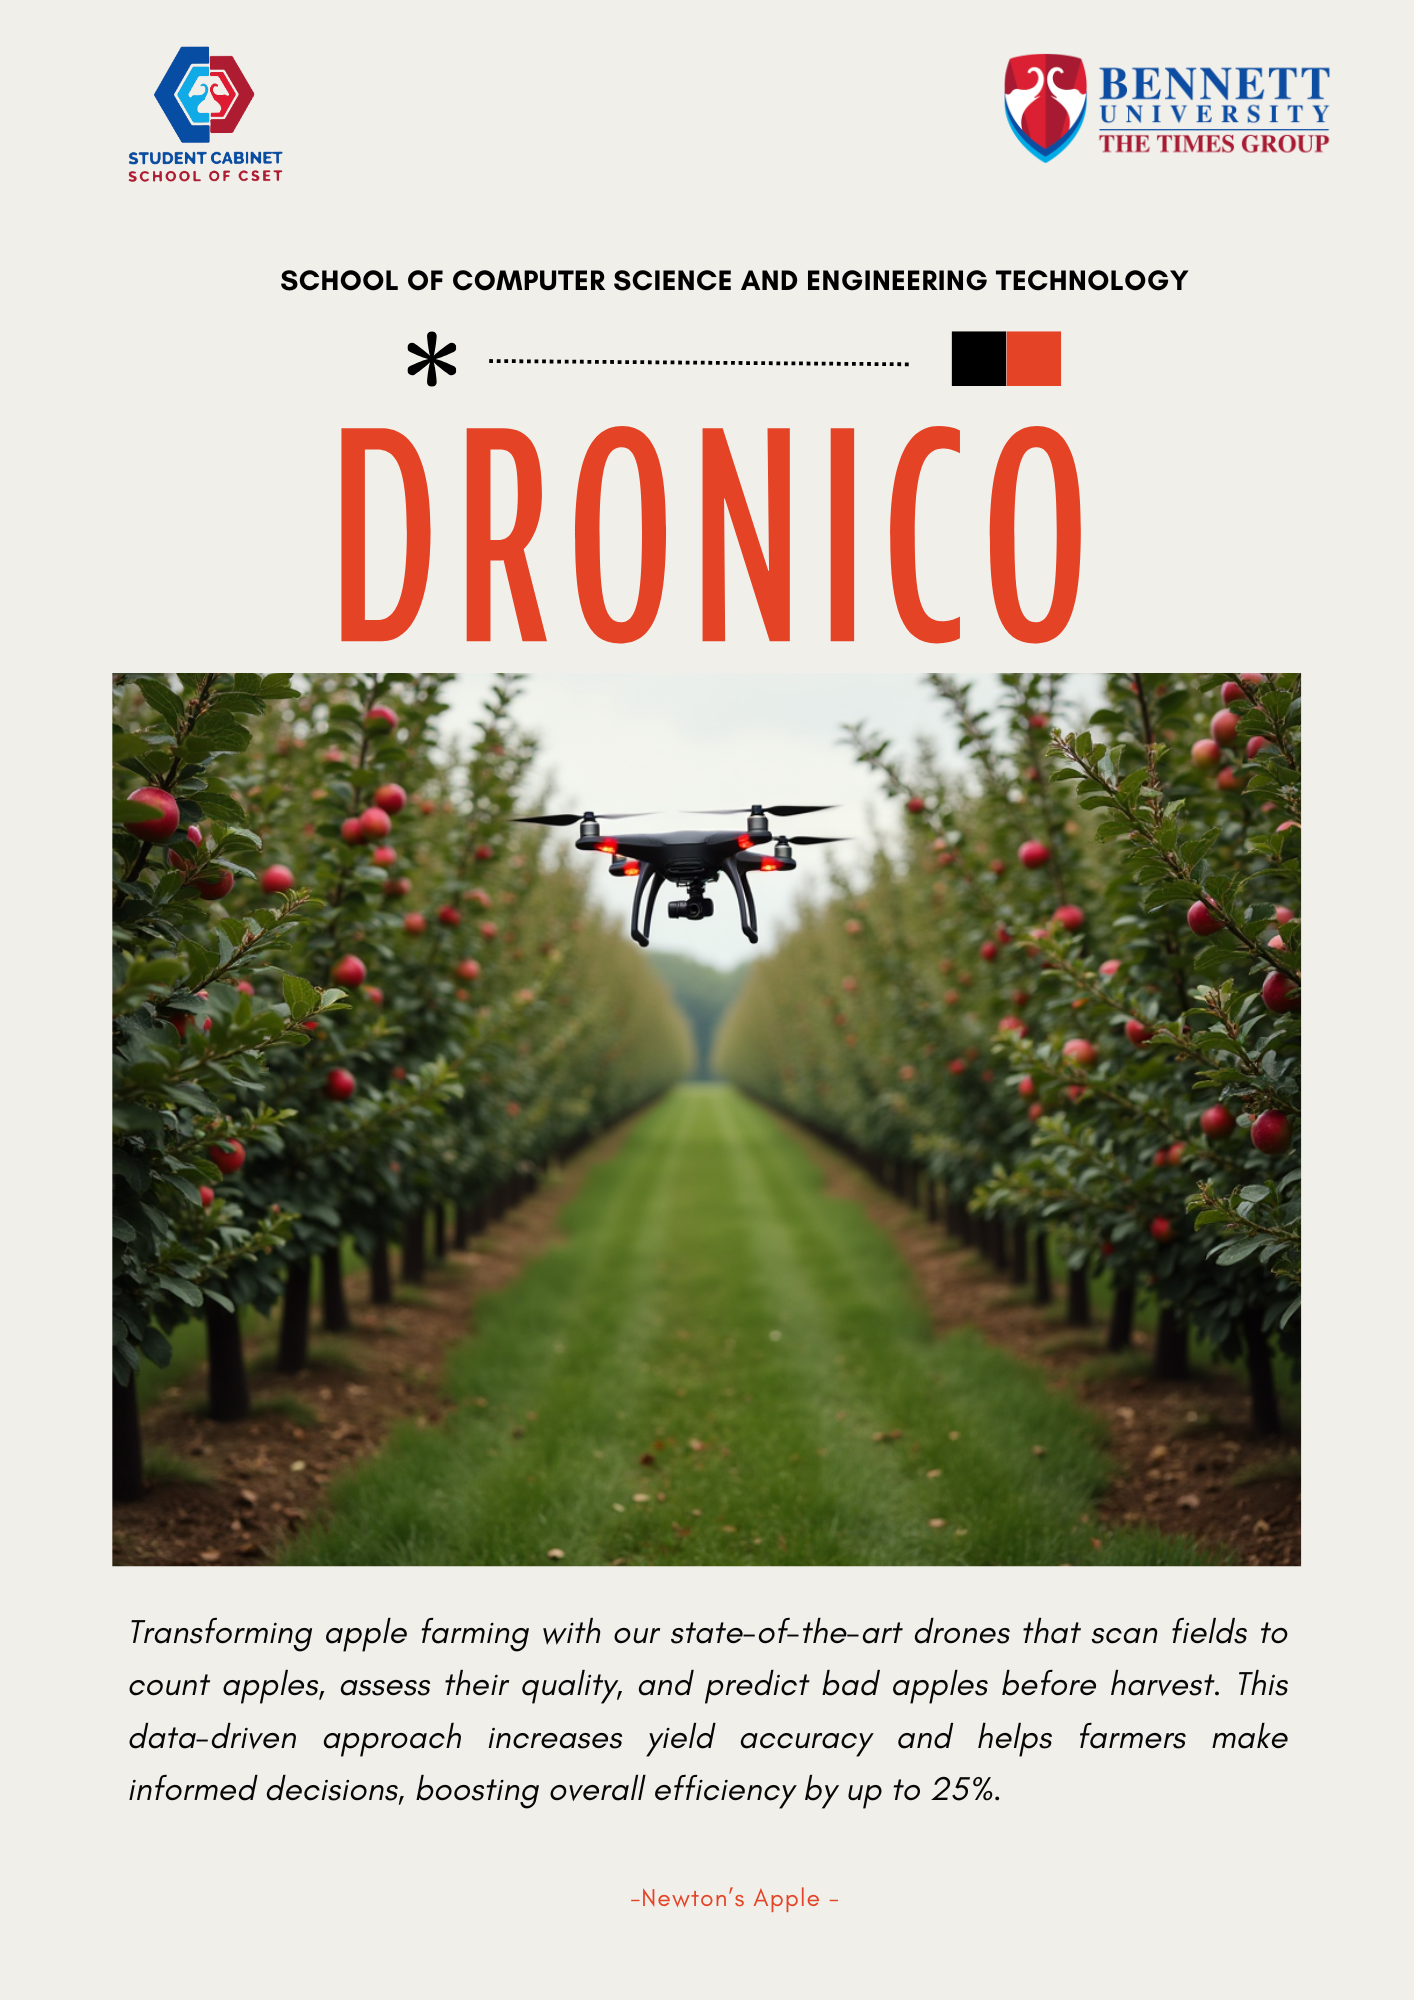 STUDENT CABINET
SCHOOL OF CSET
BENNETT
UNIVERSITY
THE TIMES GROUP
SCHOOL OF COMPUTER SCIENCE AND ENGINEERING TECHNOLOGY
DRONICO
Transforming apple farming with our state-of-the-art drones that scan fields to
count apples, assess their quality, and predict bad apples before harvest. This
data-driven approach increases yield accuracy and helps farmers make
informed decisions, boosting overall efficiency by up to 25%.
-Newton's Apple -